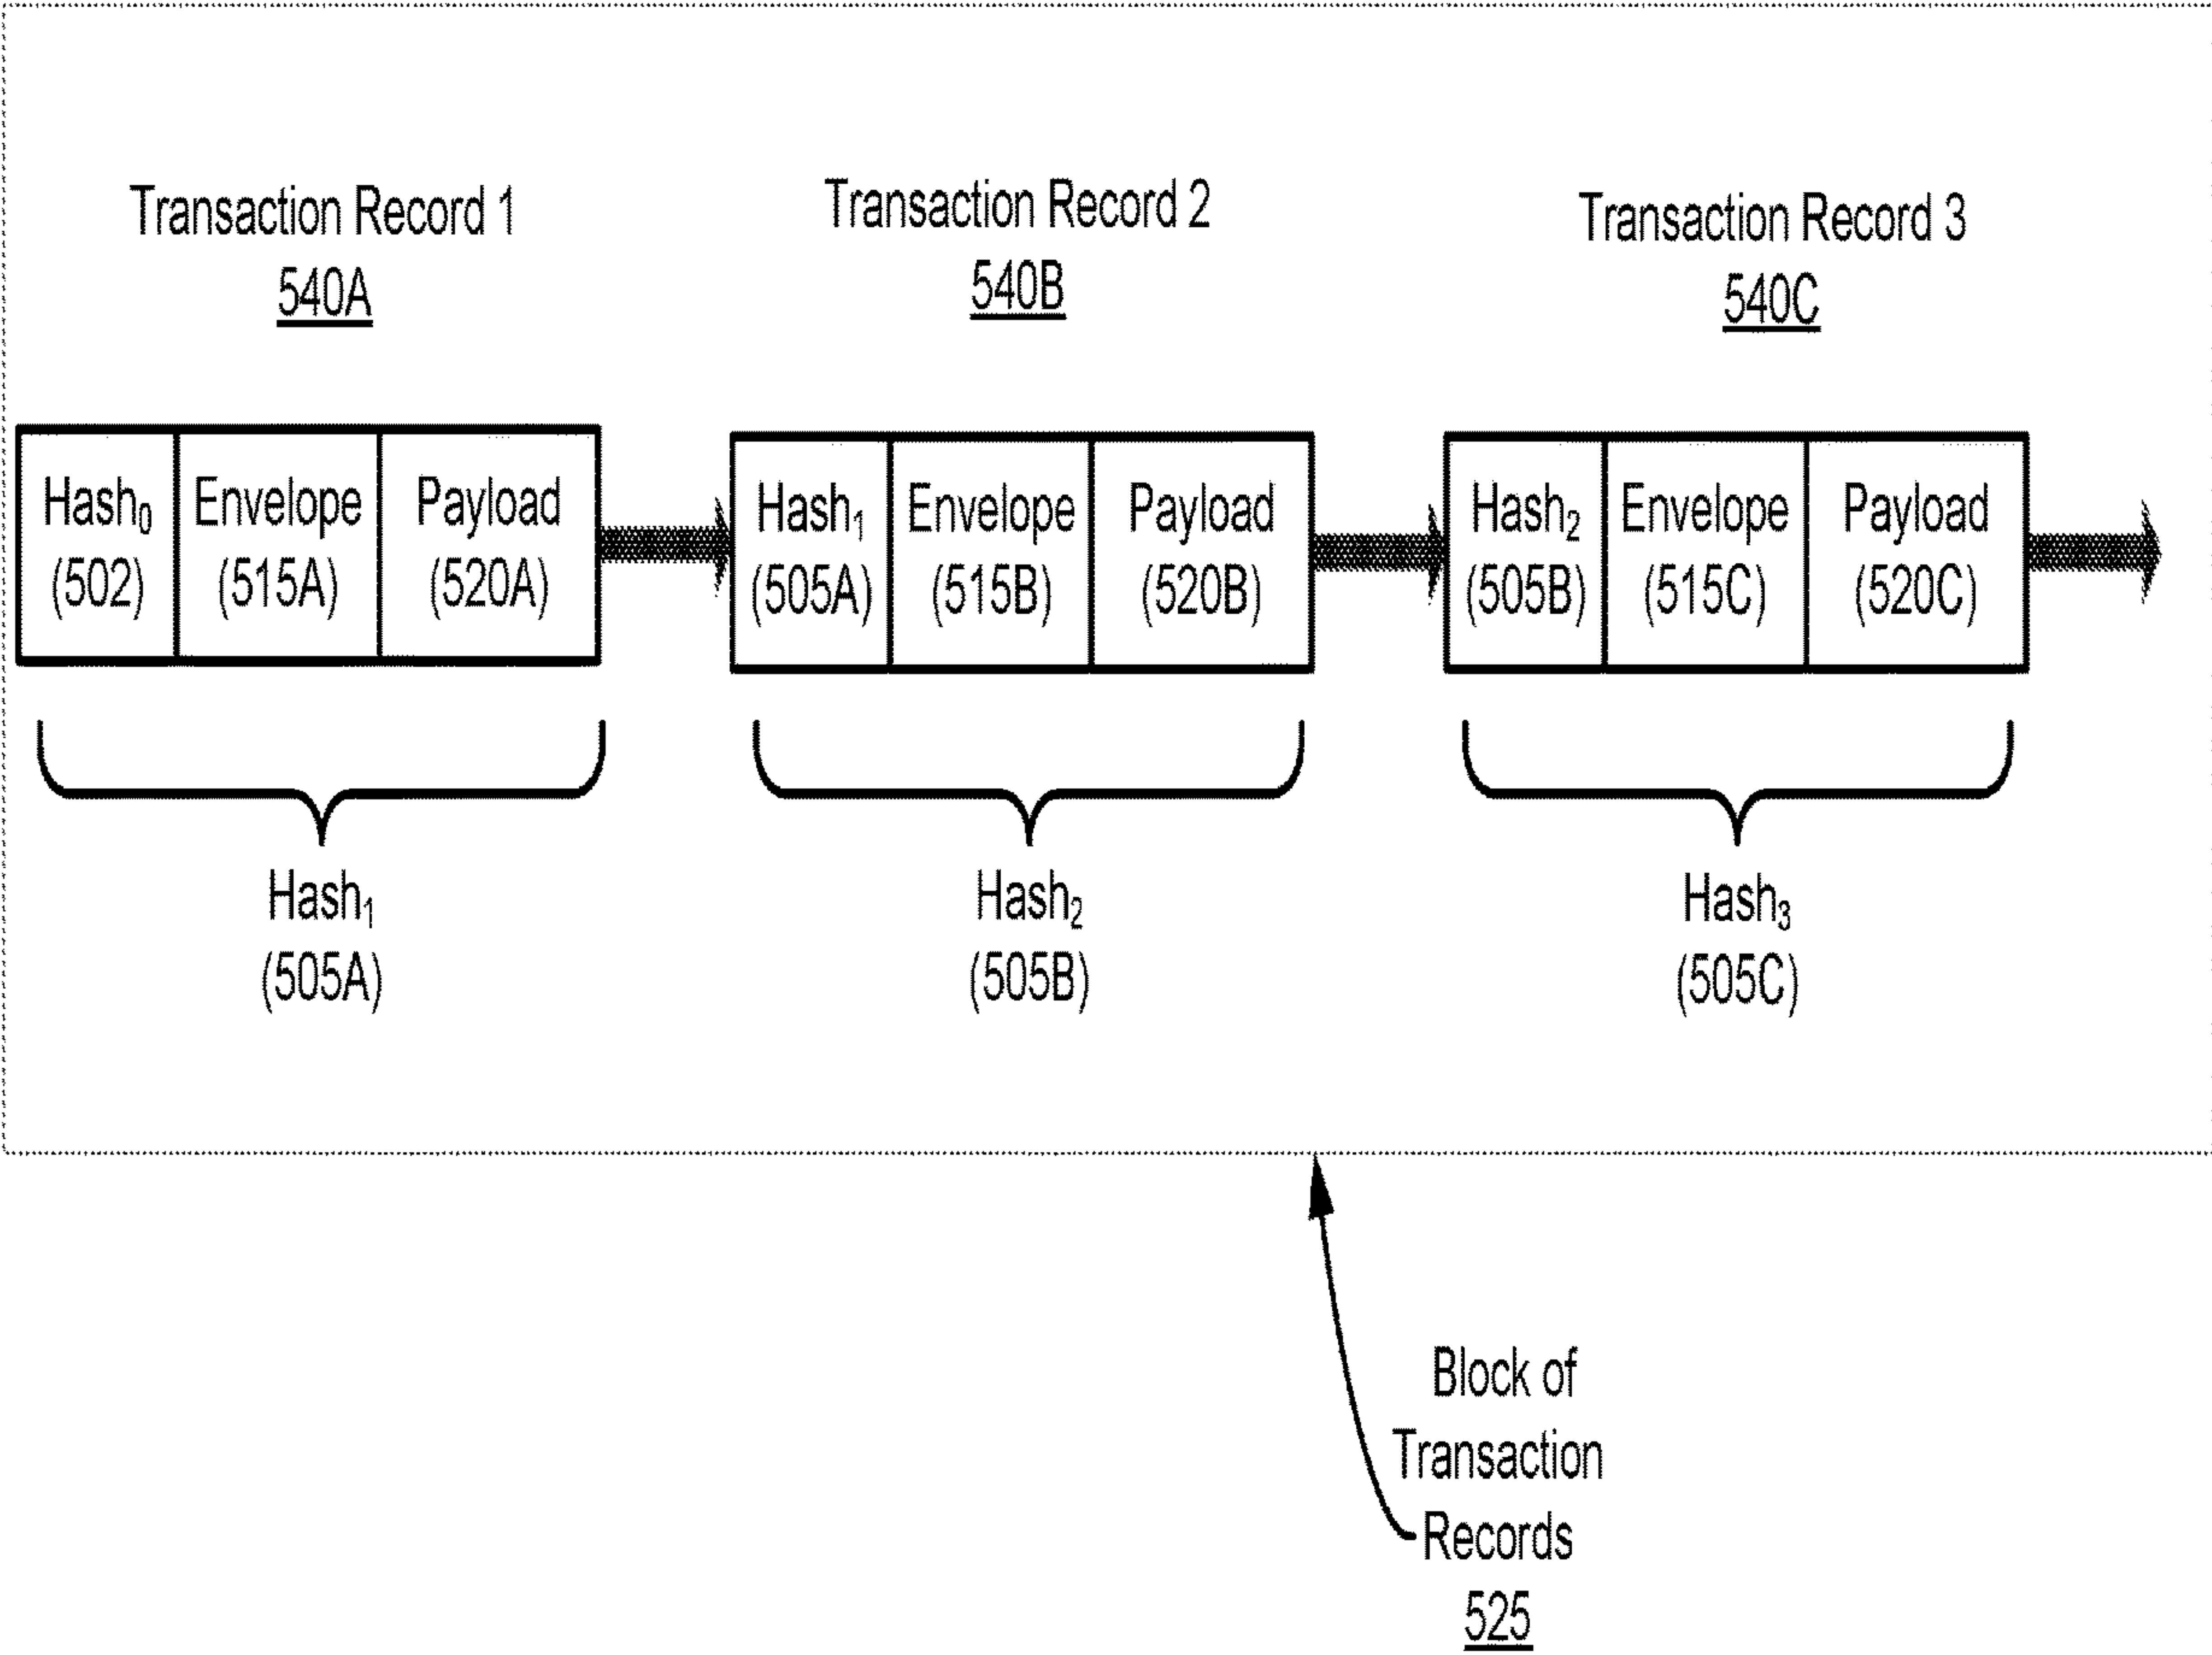 Transaction Record 1
540A
Transaction Record 2
540B
Transaction Record 3
540C
Hash₀
(502)
Envelope
(515A)
Payload
(520A)
Hash₁
(505A)
Envelope
(515B)
Payload
(520B)
Hash₂
(505B)
Envelope
(515C)
Payload
(520C)
Hash₁
(505A)
Hash₂
(505B)
Hash₃
(505C)
Block of
Transaction
Records
525